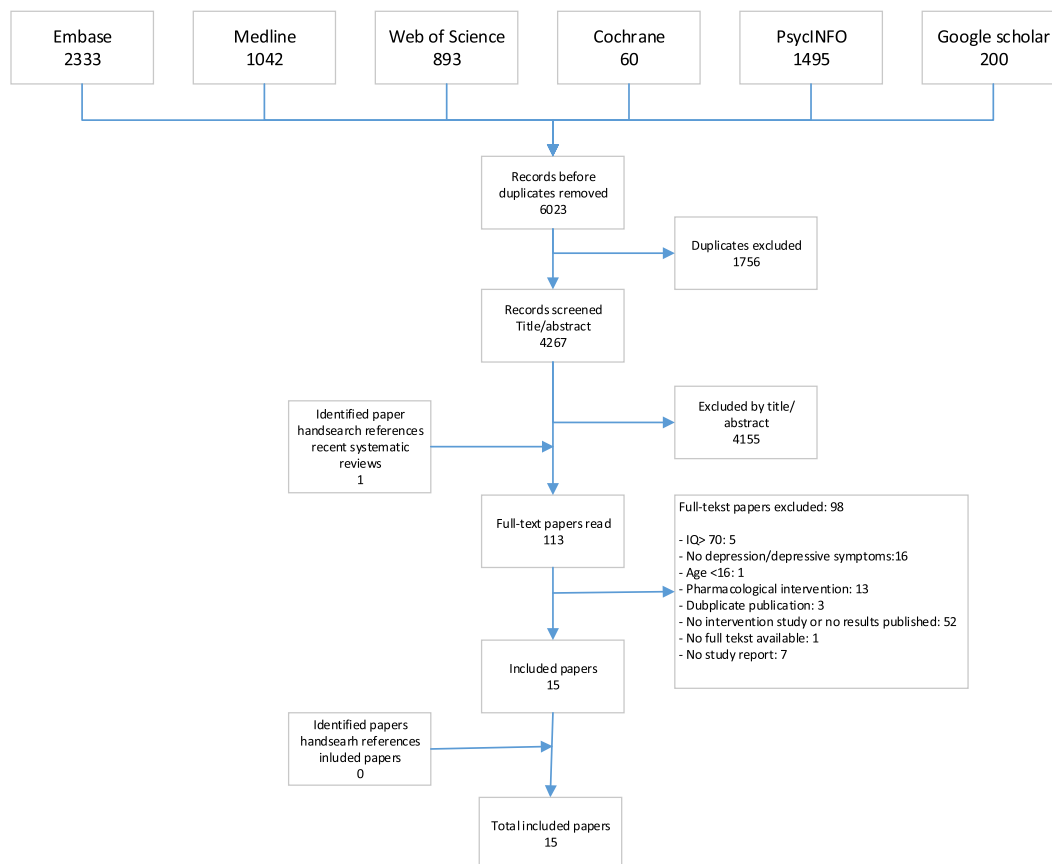 Embase
2333
Medline
1042
Web of Science
893
Cochrane
60
PsycINFO
1495
Google scholar
200
Records before
duplicates removed
6023
Duplicates excluded
1756
Records screened
Title/abstract
4267
Excluded by title/
abstract
4155
Identified paper
handsearch references
recent systematic
reviews
1
Full-text papers read
113
Full-tekst papers excluded: 98
- IQ> 70: 5
- No depression/depressive symptoms:16
- Age <16: 1
- Pharmacological intervention: 13
- Dubplicate publication: 3
- No intervention study or no results published: 52
- No full tekst available: 1
- No study report: 7
Included papers
15
Identified papers
handsearh references
inluded papers
0
Total included papers
15